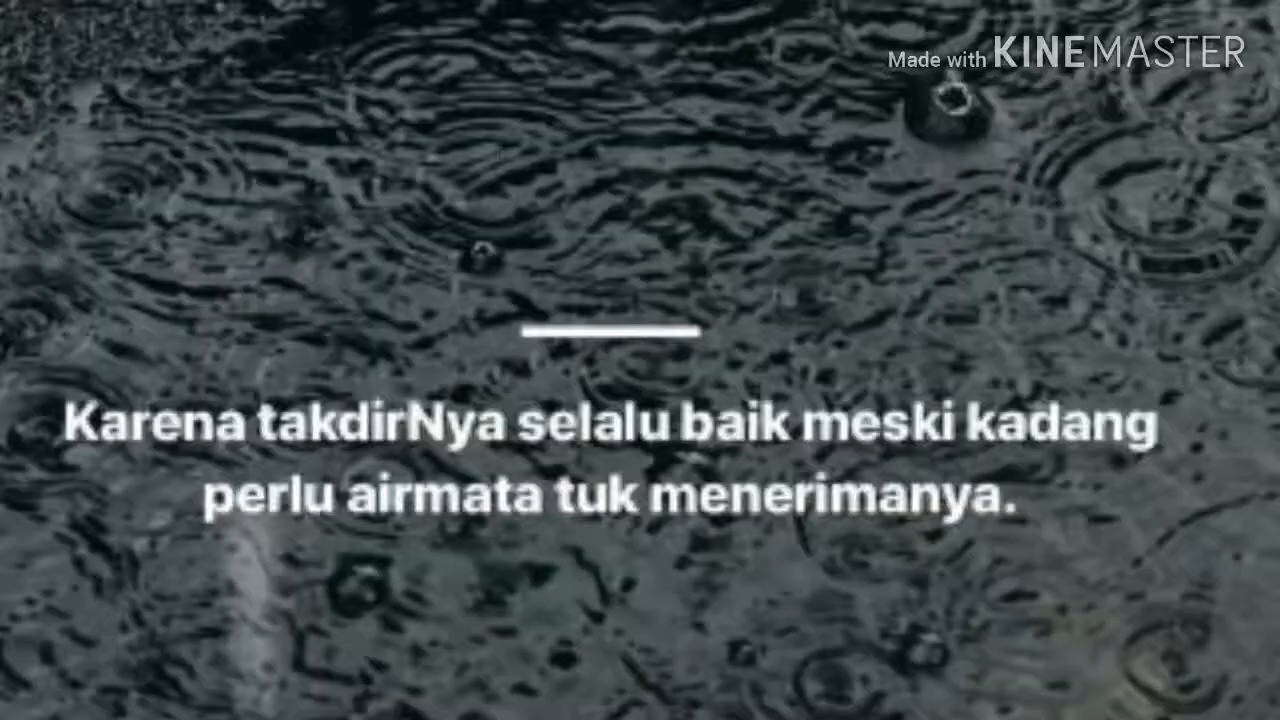 Made with KINEMASTER
Karena takdirNya selalu baik meski kadang
perlu airmata tuk menerimanya.